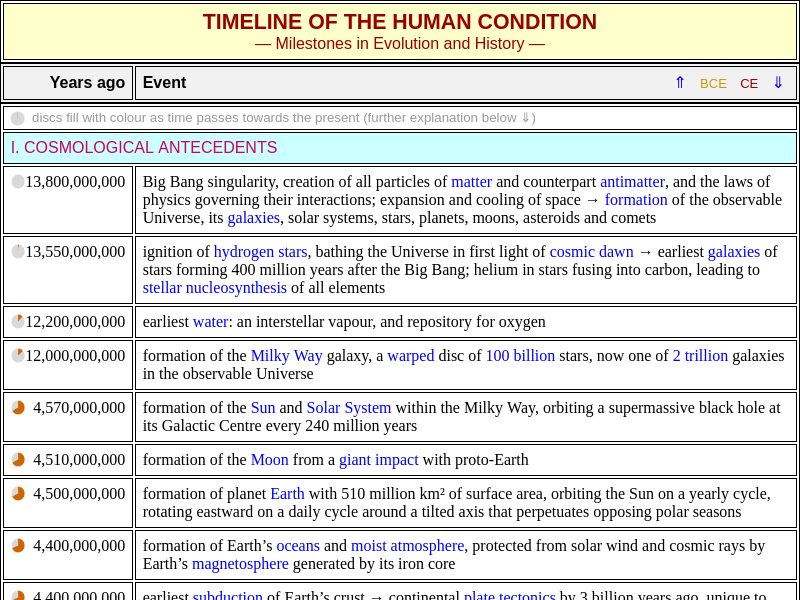 TIMELINE OF THE HUMAN CONDITION
— Milestones in Evolution and History —
Years ago Event ⇑ BCE CE ⇓
discs fill with colour as time passes towards the present (further explanation below ⇓)
I. COSMOLOGICAL ANTECEDENTS
13,800,000,000 Big Bang singularity, creation of all particles of matter and counterpart antimatter, and the laws of
physics governing their interactions; expansion and cooling of space → formation of the observable
Universe, its galaxies, solar systems, stars, planets, moons, asteroids and comets
13,550,000,000 ignition of hydrogen stars, bathing the Universe in first light of cosmic dawn → earliest galaxies of
stars forming 400 million years after the Big Bang; helium in stars fusing into carbon, leading to
stellar nucleosynthesis of all elements
12,200,000,000 earliest water: an interstellar vapour, and repository for oxygen
12,000,000,000 formation of the Milky Way galaxy, a warped disc of 100 billion stars, now one of 2 trillion galaxies
in the observable Universe
4,570,000,000 formation of the Sun and Solar System within the Milky Way, orbiting a supermassive black hole at
its Galactic Centre every 240 million years
4,510,000,000 formation of the Moon from a giant impact with proto-Earth
4,500,000,000 formation of planet Earth with 510 million km² of surface area, orbiting the Sun on a yearly cycle,
rotating eastward on a daily cycle around a tilted axis that perpetuates opposing polar seasons
4,400,000,000 formation of Earth’s oceans and moist atmosphere, protected from solar wind and cosmic rays by
Earth’s magnetosphere generated by its iron core
4,400,000,000 earliest subduction of Earth’s crust → continental plate tectonics by 3 billion years ago, unique to